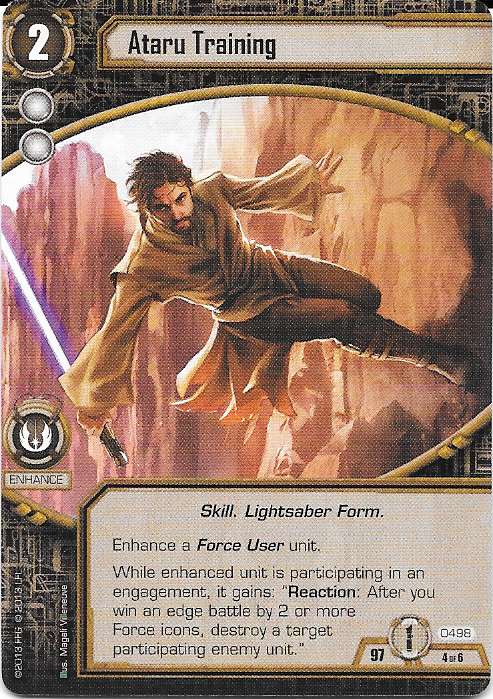 2
Ataru Training
ENHANCE
Skill. Lightsaber Form.
Enhance a Force User unit.
While enhanced unit is participating in an
engagement, it gains: "Reaction: After you
win an edge battle by 2 or more
Force icons, destroy a target
participating enemy unit."
©2013 FFG ©2013 LFL
Illus. Magali Villeneuve
97
1
0498
4 OF 6